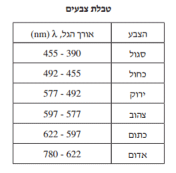 טבלת צבעים
הצבע אורך הגל, λ (nm)
סגול 455 - 390
כחול 492 - 455
ירוק 577 - 492
צהוב 597 - 577
כתום 622 - 597
אדום 780 - 622